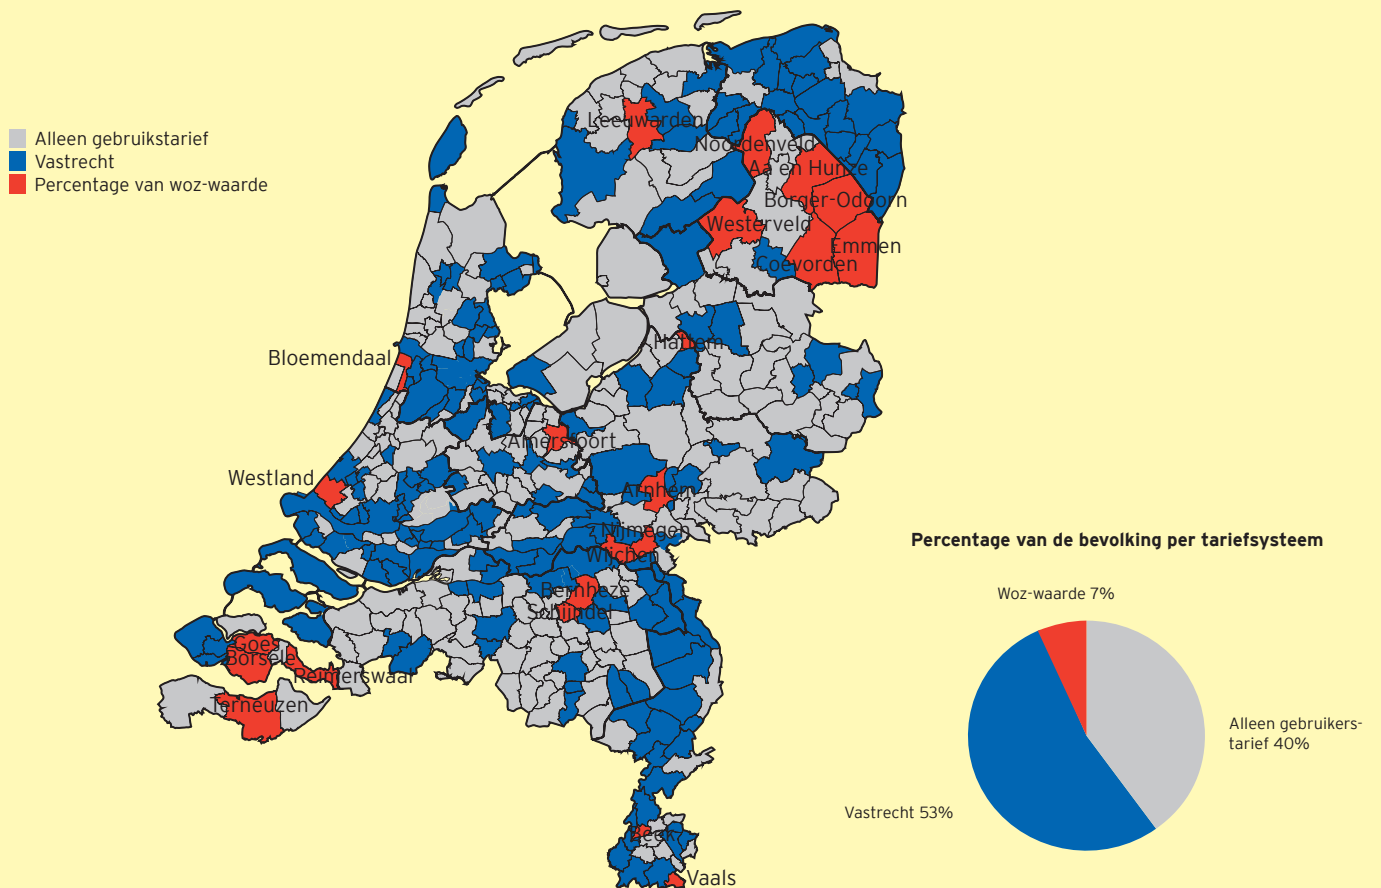 Alleen gebruikstarief
Vastrecht
Percentage van woz-waarde
Leeuwarden
Noordenveld
Aa en Hunze
Borger-Odoorn
Westerveld
Emmen
Coevorden
Hattem
Bloemendaal
Amersfoort
Westland
Arnhem
Nijmegen
Wijchen
Bernheze
Schijndel
Goes
Borsele
Reimerswaal
Terneuzen
Beek
Vaals
Percentage van de bevolking per tariefsysteem
Woz-waarde 7%
Alleen gebruikers-
tarief 40%
Vastrecht 53%